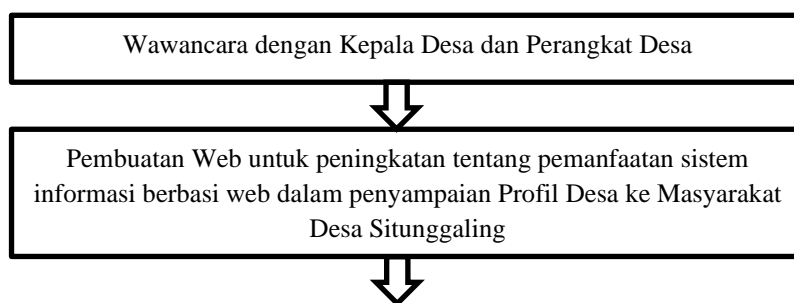 Wawancara dengan Kepala Desa dan Perangkat Desa
Pembuatan Web untuk peningkatan tentang pemanfaatan sistem
informasi berbasi web dalam penyampaian Profil Desa ke Masyarakat
Desa Situnggaling